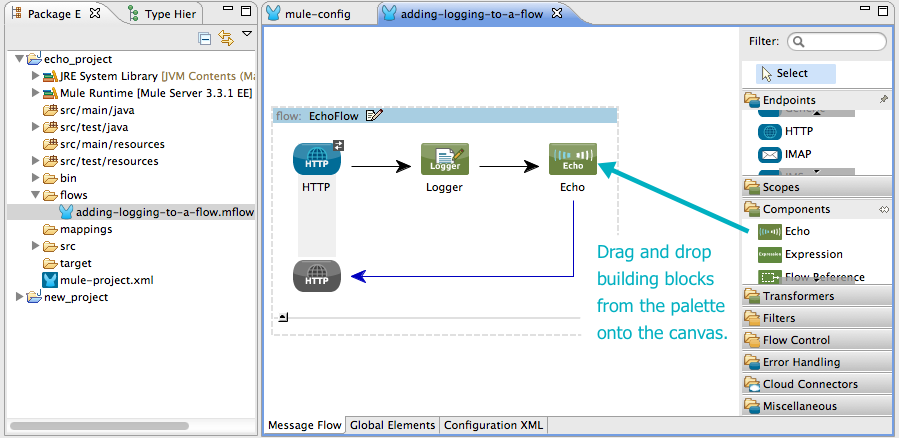 Package E
Type Hier
echo_project
JRE System Library [JVM Contents (Ma
Mule Runtime [Mule Server 3.3.1 EE]
src/main/java
src/test/java
src/main/resources
src/test/resources
bin
flows
adding-logging-to-a-flow.mflow
mappings
src
target
mule-project.xml
new_project
mule-config
adding-logging-to-a-flow
flow: EchoFlow
HTTP
Logger
Echo
HTTP
Logger
Echo
HTTP
Drag and drop
building blocks
from the palette
onto the canvas.
Message Flow
Global Elements
Configuration XML
Filter:
Select
Endpoints
HTTP
IMAP
Scopes
Components
Echo
Expression
Expression
Flow Reference
Transformers
Filters
Flow Control
Error Handling
Cloud Connectors
Miscellaneous